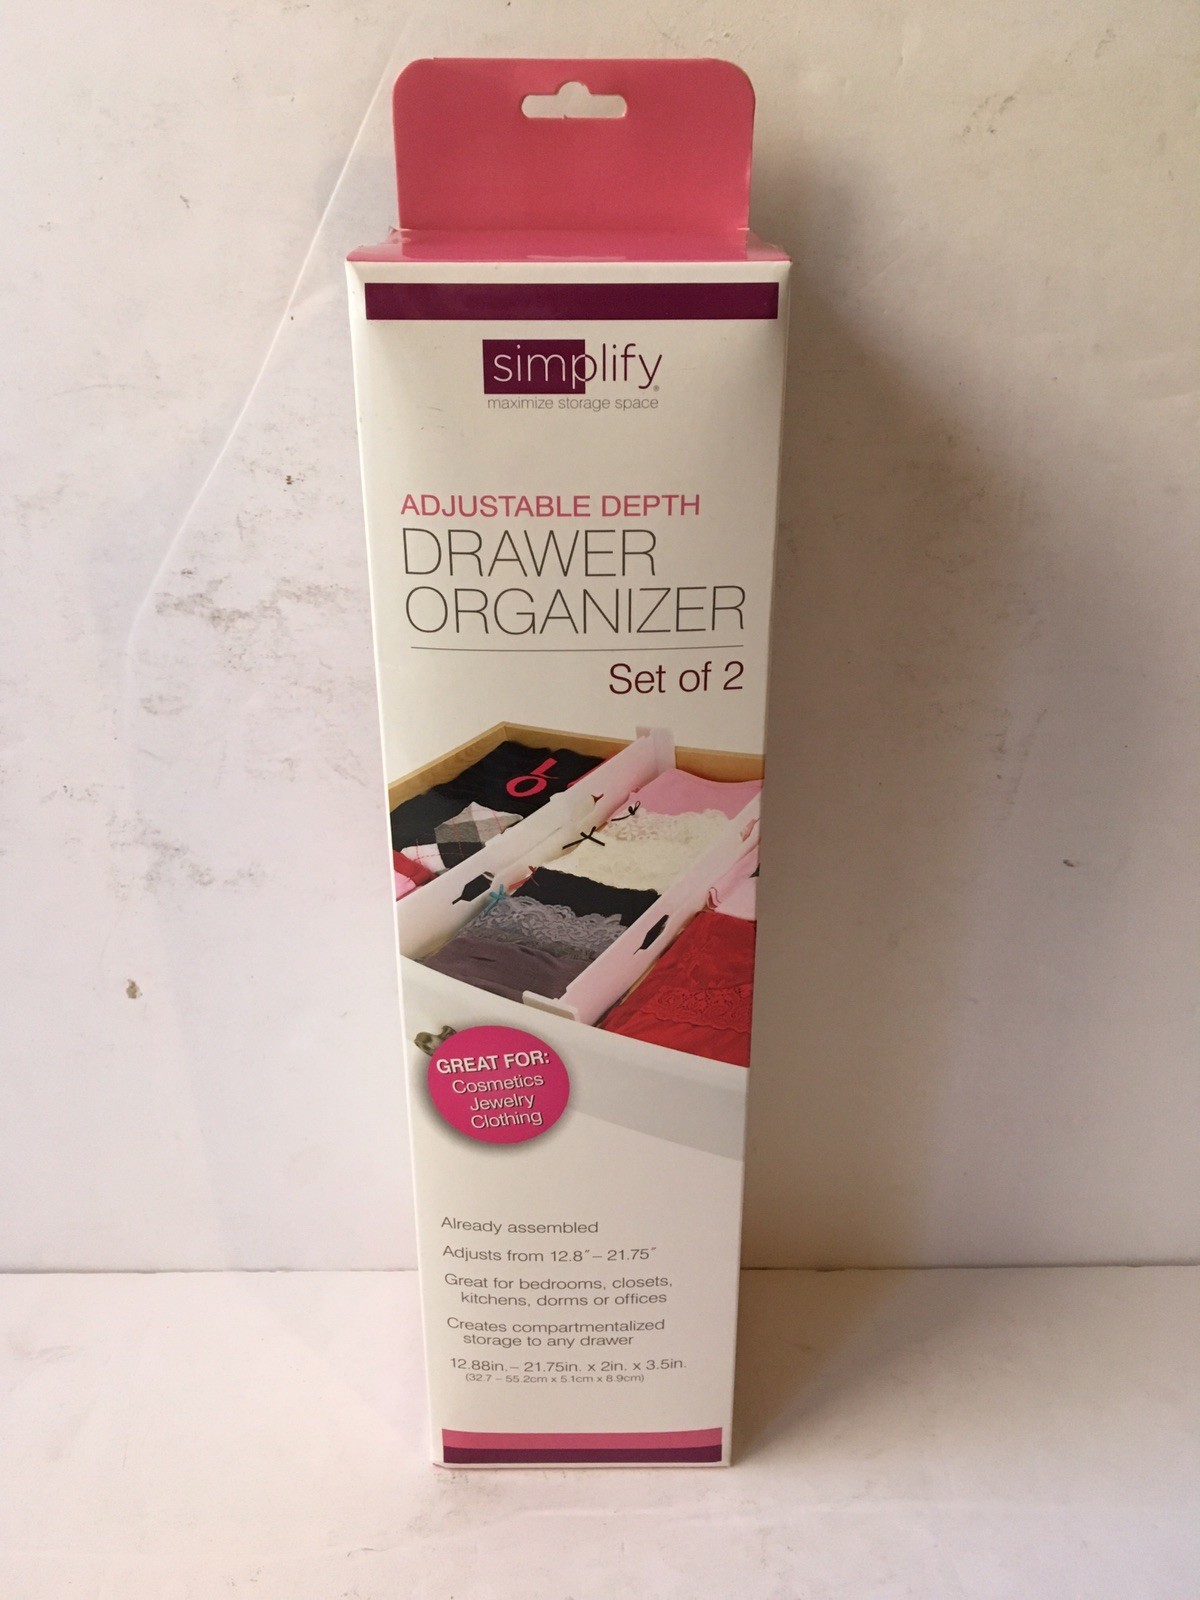 simplify®
maximize storage space
ADJUSTABLE DEPTH
DRAWER
ORGANIZER
Set of 2
GREAT FOR:
Cosmetics
Jewelry
Clothing
Already assembled
Adjusts from 12.8″ – 21.75″
Great for bedrooms, closets,
kitchens, dorms or offices
Creates compartmentalized
storage to any drawer
12.88in. – 21.75in. x 2in. x 3.5in.
(32.7 – 55.2cm x 5.1cm x 8.9cm)